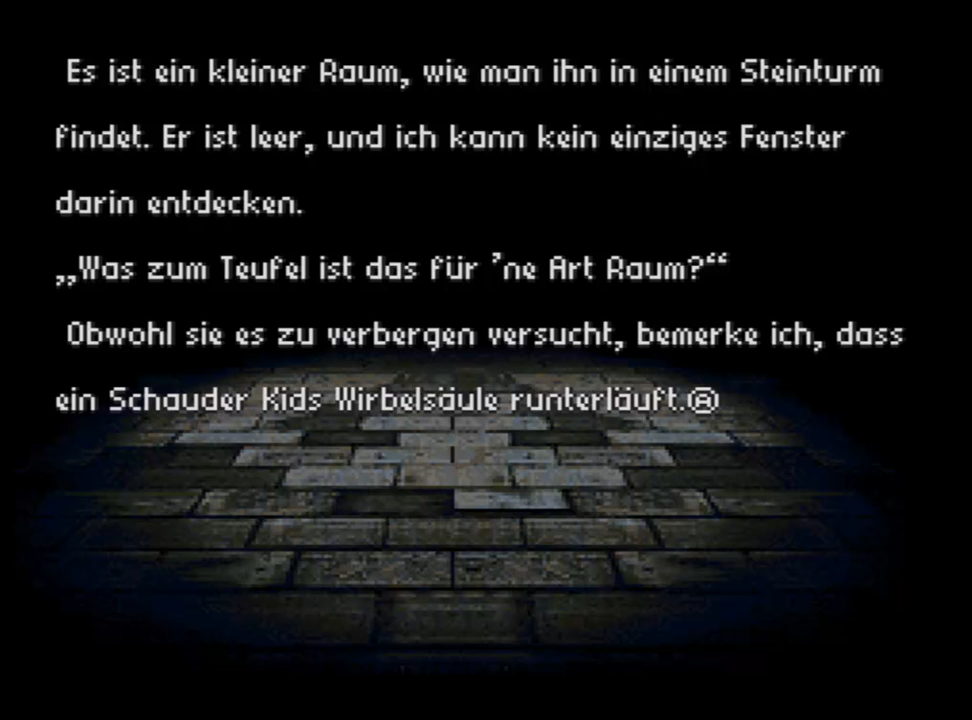 Es ist ein kleiner Raum, wie man ihn in einem Steinturm
findet. Er ist leer, und ich kann kein einziges Fenster
darin entdecken.
„Was zum Teufel ist das für 'ne Art Raum?“
Obwohl sie es zu verbergen versucht, bemerke ich, dass
ein Schauder Kids Wirbelsäule runterläuft.Ⓐ